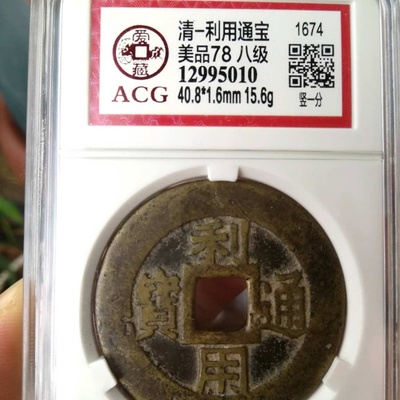 爱藏
ACG
清-利用通宝
美品78 八级
12995010
40.8*1.6mm 15.6g
1674
竖一分
利
用
通
寶